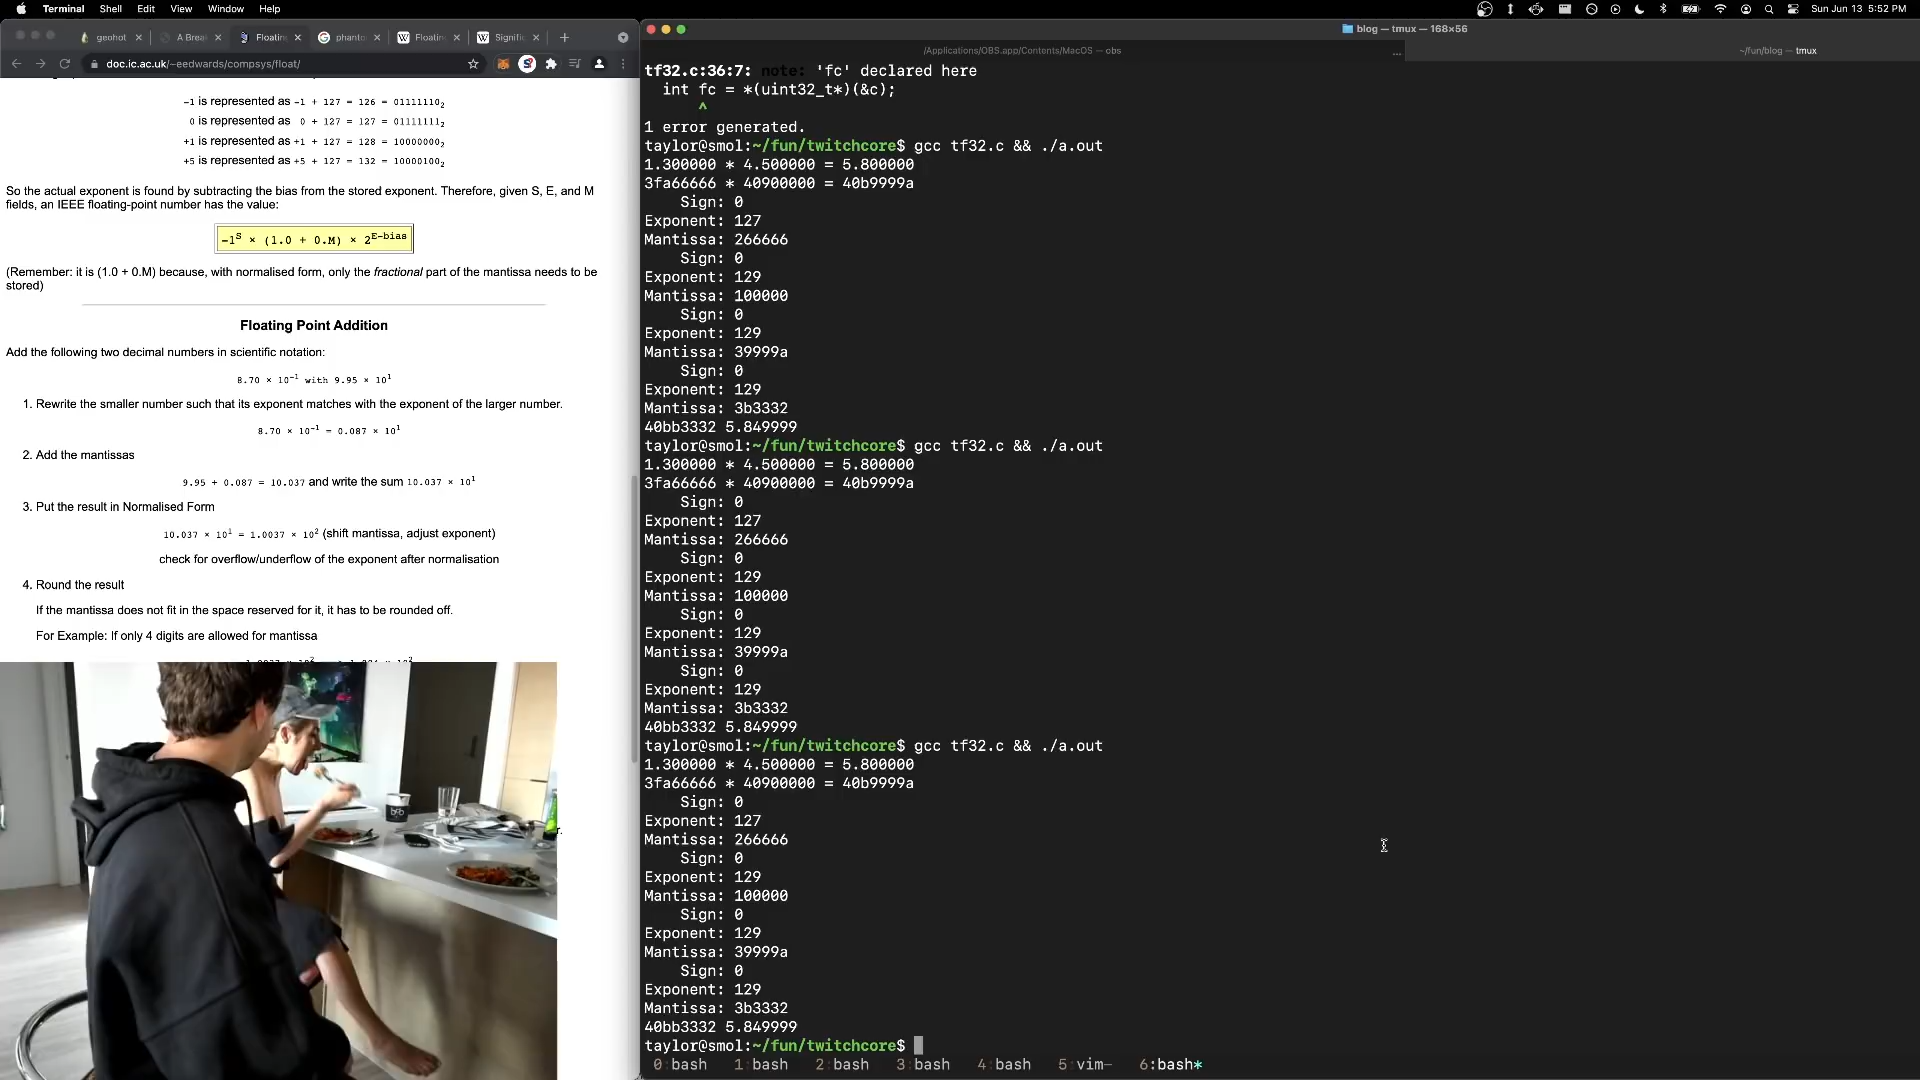 Terminal Shell Edit View Window Help
Sun Jun 13 5:52 PM
geohot
A Brea
Floatin
phanto
Floatin
Signific
doc.ic.ac.uk/~eedwards/compsys/float/
-1 is represented as -1 + 127 = 126 = 01111110₂
0 is represented as 0 + 127 = 127 = 01111111₂
+1 is represented as +1 + 127 = 128 = 10000000₂
+5 is represented as +5 + 127 = 132 = 10000100₂
So the actual exponent is found by subtracting the bias from the stored exponent. Therefore, given S, E, and M
fields, an IEEE floating-point number has the value:
-1^S × (1.0 + 0.M) × 2^E-bias
(Remember: it is (1.0 + 0.M) because, with normalised form, only the fractional part of the mantissa needs to be
stored)
Floating Point Addition
Add the following two decimal numbers in scientific notation:
8.70 × 10⁻¹ with 9.95 × 10¹
1. Rewrite the smaller number such that its exponent matches with the exponent of the larger number.
8.70 × 10⁻¹ = 0.087 × 10¹
2. Add the mantissas
9.95 + 0.087 = 10.037 and write the sum 10.037 × 10¹
3. Put the result in Normalised Form
10.037 × 10¹ = 1.0037 × 10² (shift mantissa, adjust exponent)
check for overflow/underflow of the exponent after normalisation
4. Round the result
If the mantissa does not fit in the space reserved for it, it has to be rounded off.
For Example: If only 4 digits are allowed for mantissa
r.
blog — tmux — 168×56
/Applications/OBS.app/Contents/MacOS — obs
...
~/fun/blog — tmux
tf32.c:36:7: note: 'fc' declared here
int fc = *(uint32_t*)(&c);
^
1 error generated.
taylor@smol:~/fun/twitchcore$ gcc tf32.c && ./a.out
1.300000 * 4.500000 = 5.800000
3fa66666 * 40900000 = 40b9999a
Sign: 0
Exponent: 127
Mantissa: 266666
Sign: 0
Exponent: 129
Mantissa: 100000
Sign: 0
Exponent: 129
Mantissa: 39999a
Sign: 0
Exponent: 129
Mantissa: 3b3332
40bb3332 5.849999
taylor@smol:~/fun/twitchcore$ gcc tf32.c && ./a.out
1.300000 * 4.500000 = 5.800000
3fa66666 * 40900000 = 40b9999a
Sign: 0
Exponent: 127
Mantissa: 266666
Sign: 0
Exponent: 129
Mantissa: 100000
Sign: 0
Exponent: 129
Mantissa: 39999a
Sign: 0
Exponent: 129
Mantissa: 3b3332
40bb3332 5.849999
taylor@smol:~/fun/twitchcore$ gcc tf32.c && ./a.out
1.300000 * 4.500000 = 5.800000
3fa66666 * 40900000 = 40b9999a
Sign: 0
Exponent: 127
Mantissa: 266666
Sign: 0
Exponent: 129
Mantissa: 100000
Sign: 0
Exponent: 129
Mantissa: 39999a
Sign: 0
Exponent: 129
Mantissa: 3b3332
40bb3332 5.849999
taylor@smol:~/fun/twitchcore$
0 bash 1:bash 2:bash 3 bash 4 bash 5 vim- 6:bash*